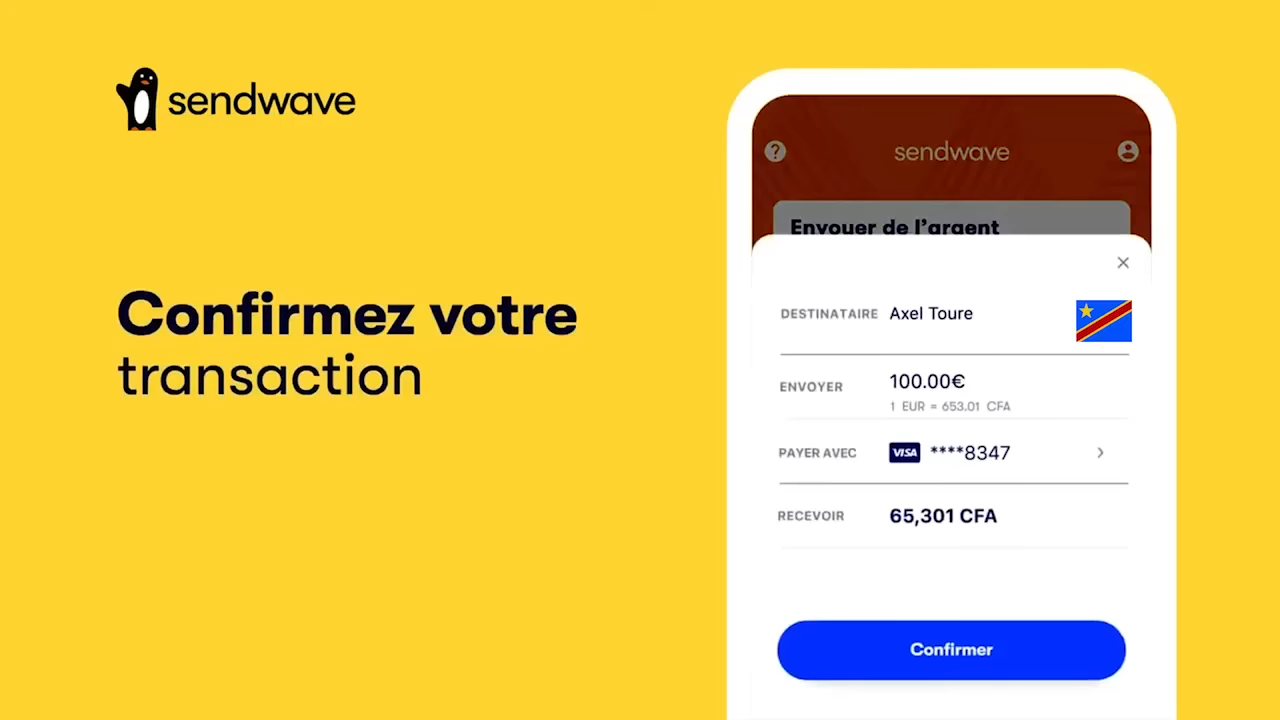 sendwave
Confirmez votre
transaction
sendwave
Envoyer de l'argent
DESTINATAIRE Axel Toure
ENVOYER 100.00€
1 EUR = 653.01 CFA
PAYER AVEC VISA ****8347
RECEVOIR 65,301 CFA
Confirmer